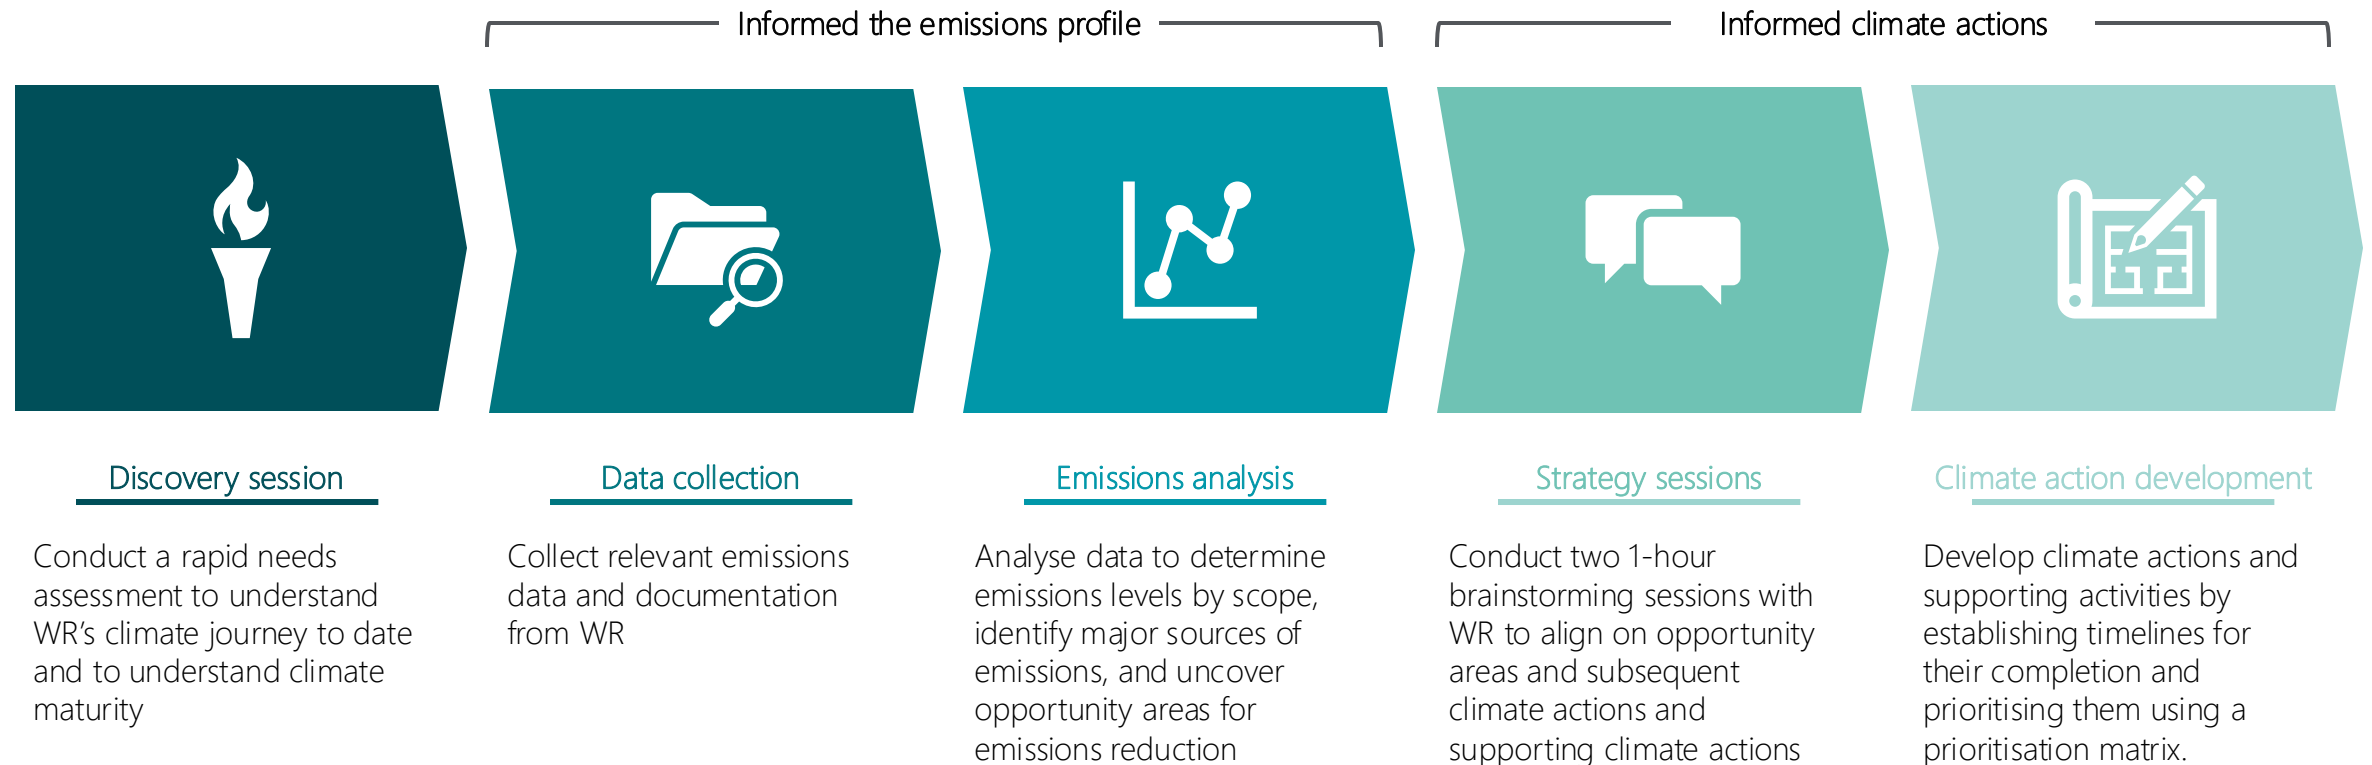 Informed the emissions profile
Informed climate actions
Discovery session
Conduct a rapid needs
assessment to understand
WR’s climate journey to date
and to understand climate
maturity
Data collection
Collect relevant emissions
data and documentation
from WR
Emissions analysis
Analyse data to determine
emissions levels by scope,
identify major sources of
emissions, and uncover
opportunity areas for
emissions reduction
Strategy sessions
Conduct two 1-hour
brainstorming sessions with
WR to align on opportunity
areas and subsequent
climate actions and
supporting climate actions
Climate action development
Develop climate actions and
supporting activities by
establishing timelines for
their completion and
prioritising them using a
prioritisation matrix.